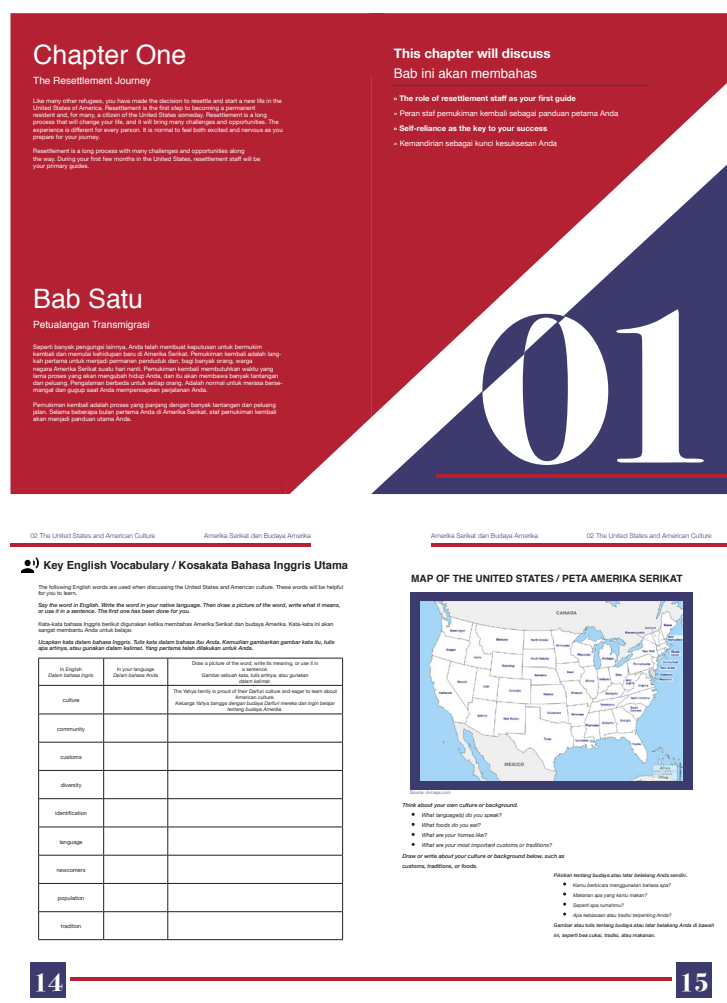 Chapter One
The Resettlement Journey
Like many other refugees, you have made the decision to resettle and start a new life in the
United States of America. Resettlement is the first step to becoming a permanent
resident and, for many, a citizen of the United States someday. Resettlement is a long
process that will change your life, and it will bring many challenges and opportunities. The
experience is different for every person. It is normal to feel both excited and nervous as you
prepare for your journey.
Resettlement is a long process with many challenges and opportunities along
the way. During your first few months in the United States, resettlement staff will be
your primary guides.
Bab Satu
Petualangan Transmigrasi
Seperti banyak pengungsi lainnya, Anda telah membuat keputusan untuk bermukim
kembali dan memulai kehidupan baru di Amerika Serikat. Pemukiman kembali adalah lang-
kah pertama untuk menjadi permanen penduduk dan, bagi banyak orang, warga
negara Amerika Serikat suatu hari nanti. Pemukiman kembali membutuhkan waktu yang
lama proses yang akan mengubah hidup Anda, dan itu akan membawa banyak tantangan
dan peluang. Pengalaman berbeda untuk setiap orang. Adalah normal untuk merasa berse-
mangat dan gugup saat Anda mempersiapkan perjalanan Anda.
Pemukiman kembali adalah proses yang panjang dengan banyak tantangan dan peluang
jalan. Selama beberapa bulan pertama Anda di Amerika Serikat, staf pemukiman kembali
akan menjadi panduan utama Anda.
This chapter will discuss
Bab ini akan membahas
» The role of resettlement staff as your first guide
» Peran staf pemukiman kembali sebagai panduan petama Anda
» Self-reliance as the key to your success
» Kemandirian sebagai kunci kesuksesan Anda
01
02 The United States and American Culture
Amerika Serikat dan Budaya Amerika
Key English Vocabulary / Kosakata Bahasa Inggris Utama
The following English words are used when discussing the United States and American culture. These words will be helpful
for you to learn.
Say the word in English. Write the word in your native language. Then draw a picture of the word, write what it means,
or use it in a sentence. The first one has been done for you.
Kata-kata bahasa Inggris berikut digunakan ketika membahas Amerika Serikat dan budaya Amerika. Kata-kata ini akan
sangat membantu Anda untuk belajar.
Ucapkan kata dalam bahasa Inggris. Tulis kata dalam bahasa ibu Anda. Kemudian gambarkan gambar kata itu, tulis
apa artinya, atau gunakan dalam kalimat. Yang pertama telah dilakukan untuk Anda.
In English
Dalam bahasa Ingris
In your language
Dalam bahasa Anda
Draw a picture of the word, write its meaning, or use it in
a sentence.
Gambar sebuah kata, tulis artinya, atau gunakan
dalam kalimat.
culture
The Yahya family is proud of their Darfuri culture and eager to learn about
American culture.
Keluarga Yahya bangga dengan budaya Darfuri mereka dan ingin belajar
tentang budaya Amerika.
community
customs
diversity
identification
language
newcomers
population
tradition
14
Amerika Serikat dan Budaya Amerika
02 The United States and American Culture
MAP OF THE UNITED STATES / PETA AMERIKA SERIKAT
CANADA
MEXICO
Think about your own culture or background.
• What language(s) do you speak?
• What foods do you eat?
• What are your homes like?
• What are your most important customs or traditions?
Draw or write about your culture or background below, such as
customs, traditions, or foods.
Pikirkan tentang budaya atau latar belakang Anda sendiri.
• Kamu berbicara menggunakan bahasa apa?
• Makanan apa yang kamu makan?
• Seperti apa rumahmu?
• Apa kebiasaan atau tradisi terpenting Anda?
Gambar atau tulis tentang budaya atau latar belakang Anda di bawah
ini, seperti bea cukai, tradisi, atau makanan.
15